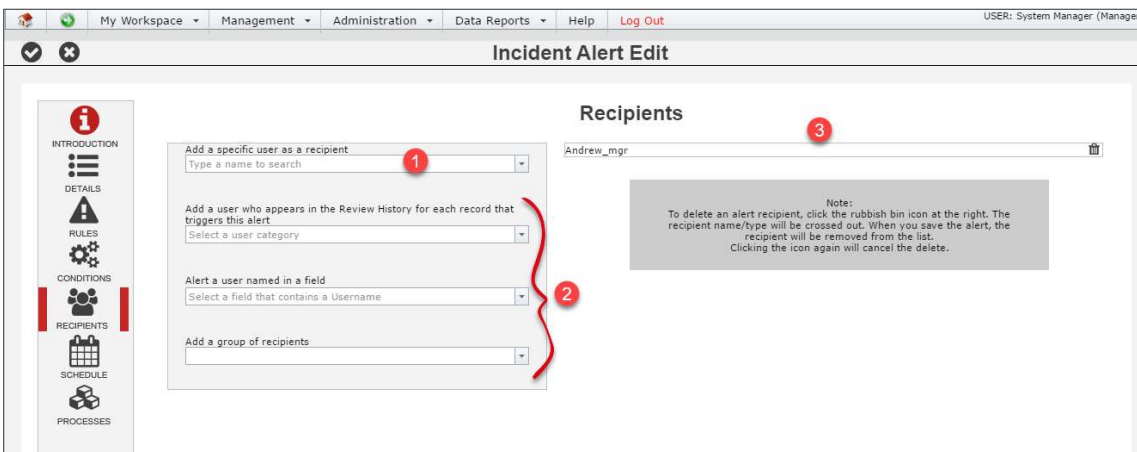 My Workspace
Management
Administration
Data Reports
Help
Log Out
USER: System Manager (Manage
Incident Alert Edit
INTRODUCTION
DETAILS
RULES
CONDITIONS
RECIPIENTS
SCHEDULE
PROCESSES
Recipients
Add a specific user as a recipient
Type a name to search
1
Add a user who appears in the Review History for each record that
triggers this alert
Select a user category
Alert a user named in a field
Select a field that contains a Username
2
Add a group of recipients
3
Andrew_mgr
Note:
To delete an alert recipient, click the rubbish bin icon at the right. The
recipient name/type will be crossed out. When you save the alert, the
recipient will be removed from the list.
Clicking the icon again will cancel the delete.